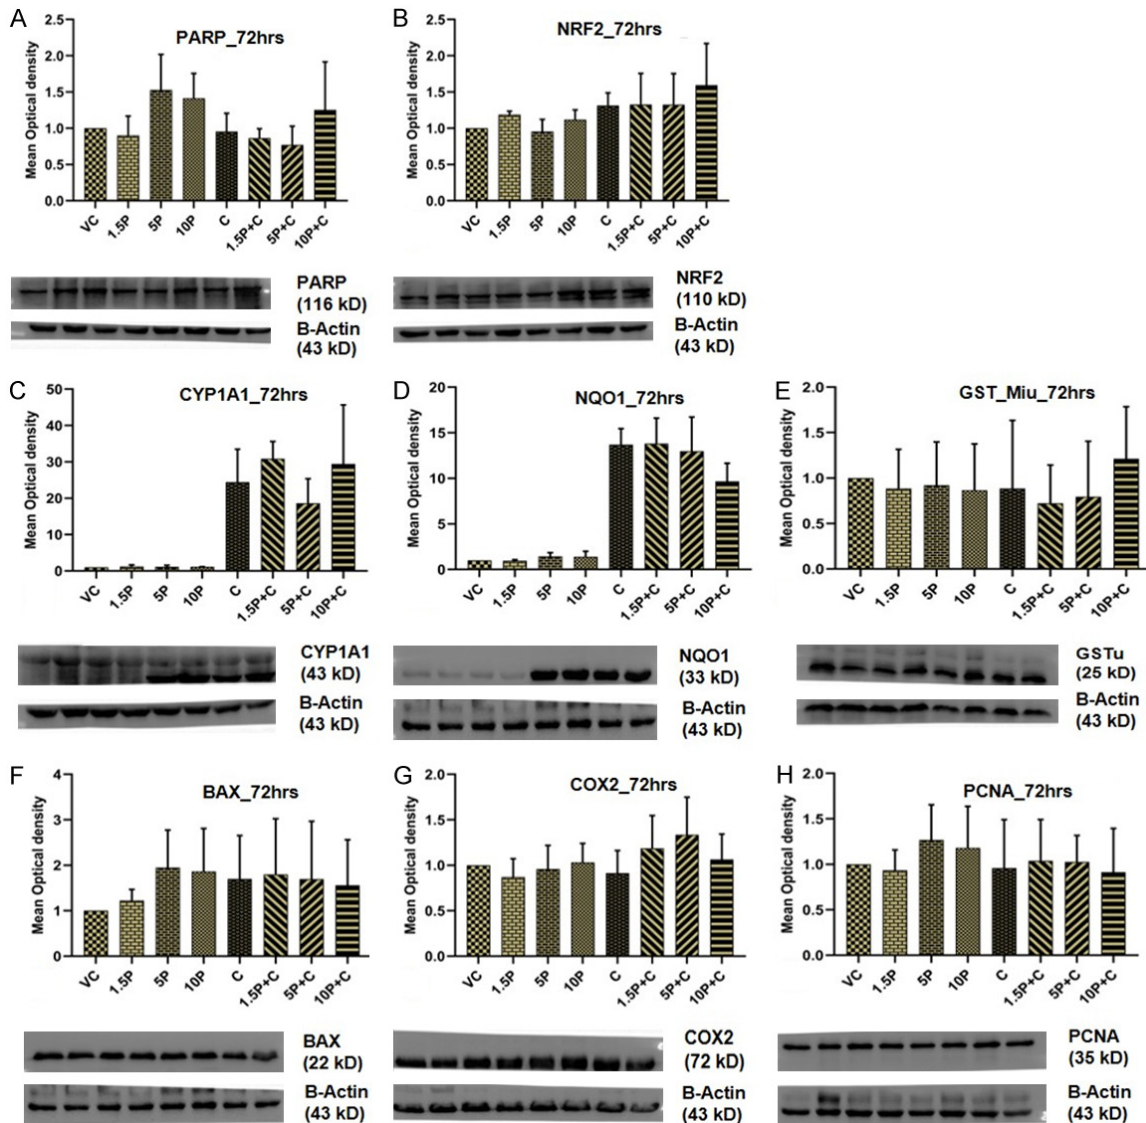 A
PARP_72hrs
Mean Optical density
2.5
2.0
1.5
1.0
0.5
0.0
VC
1.5P
5P
10P
C
1.5P+C
5P+C
10P+C
PARP
(116 kD)
B-Actin
(43 kD)
B
NRF2_72hrs
Mean Optical density
2.5
2.0
1.5
1.0
0.5
0.0
VC
1.5P
5P
10P
C
1.5P+C
5P+C
10P+C
NRF2
(110 kD)
B-Actin
(43 kD)
C
CYP1A1_72hrs
Mean Optical density
50
40
30
20
10
0
VC
1.5P
5P
10P
C
1.5P+C
5P+C
10P+C
CYP1A1
(43 kD)
B-Actin
(43 kD)
D
NQO1_72hrs
Mean Optical density
20
15
10
5
0
VC
1.5P
5P
10P
C
1.5P+C
5P+C
10P+C
NQO1
(33 kD)
B-Actin
(43 kD)
E
GST_Miu_72hrs
Mean Optical density
2.0
1.5
1.0
0.5
0.0
VC
1.5P
5P
10P
C
1.5P+C
5P+C
10P+C
GSTu
(25 kD)
B-Actin
(43 kD)
F
BAX_72hrs
Mean Optical density
4
3
2
1
0
VC
1.5P
5P
10P
C
1.5P+C
5P+C
10P+C
BAX
(22 kD)
B-Actin
(43 kD)
G
COX2_72hrs
Mean Optical density
2.0
1.5
1.0
0.5
0.0
VC
1.5P
5P
10P
C
1.5P+C
5P+C
10P+C
COX2
(72 kD)
B-Actin
(43 kD)
H
PCNA_72hrs
Mean Optical density
2.0
1.5
1.0
0.5
0.0
VC
1.5P
5P
10P
C
1.5P+C
5P+C
10P+C
PCNA
(35 kD)
B-Actin
(43 kD)